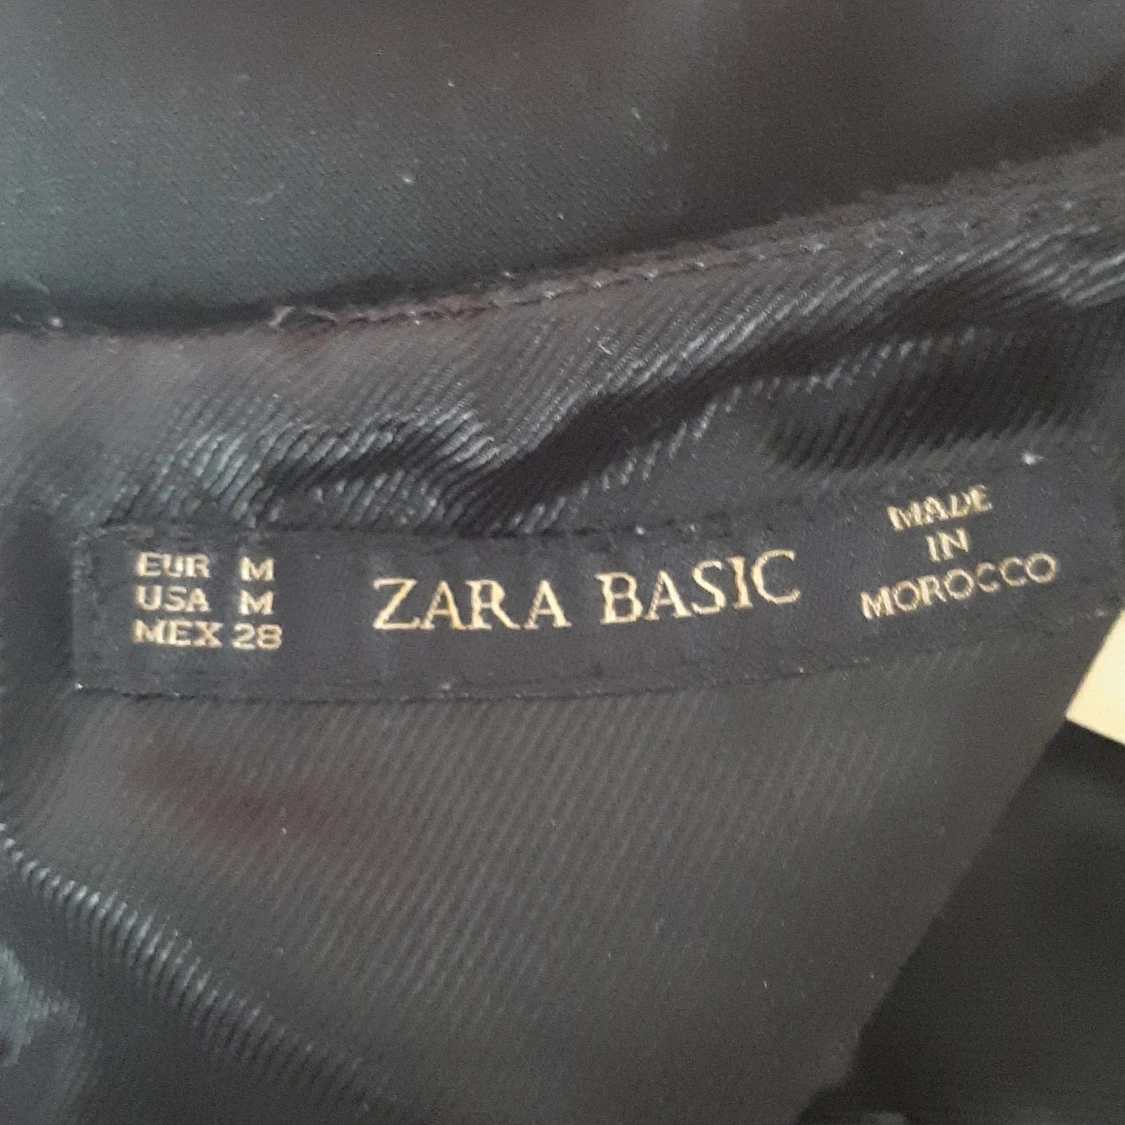 EUR M
USA M
MEX 28
ZARA BASIC
MADE
IN
MOROCCO